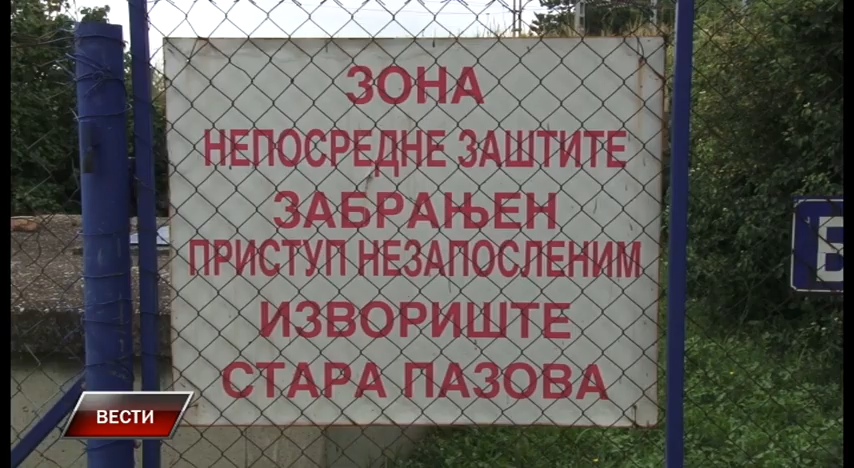 ЗОНА
НЕПОСРЕДНЕ ЗАШТИТЕ
ЗАБРАЊЕН
ПРИСТУП НЕЗАПОСЛЕНИМ
ИЗВОРИШТЕ
СТАРА ПАЗОВА
ВЕСТИ